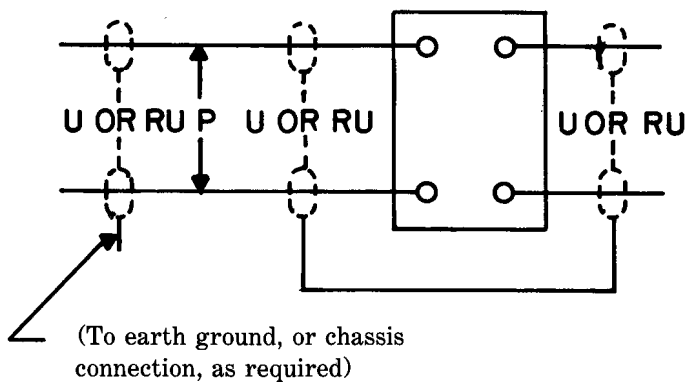 U OR RU P U OR RU U OR RU
(To earth ground, or chassis
connection, as required)